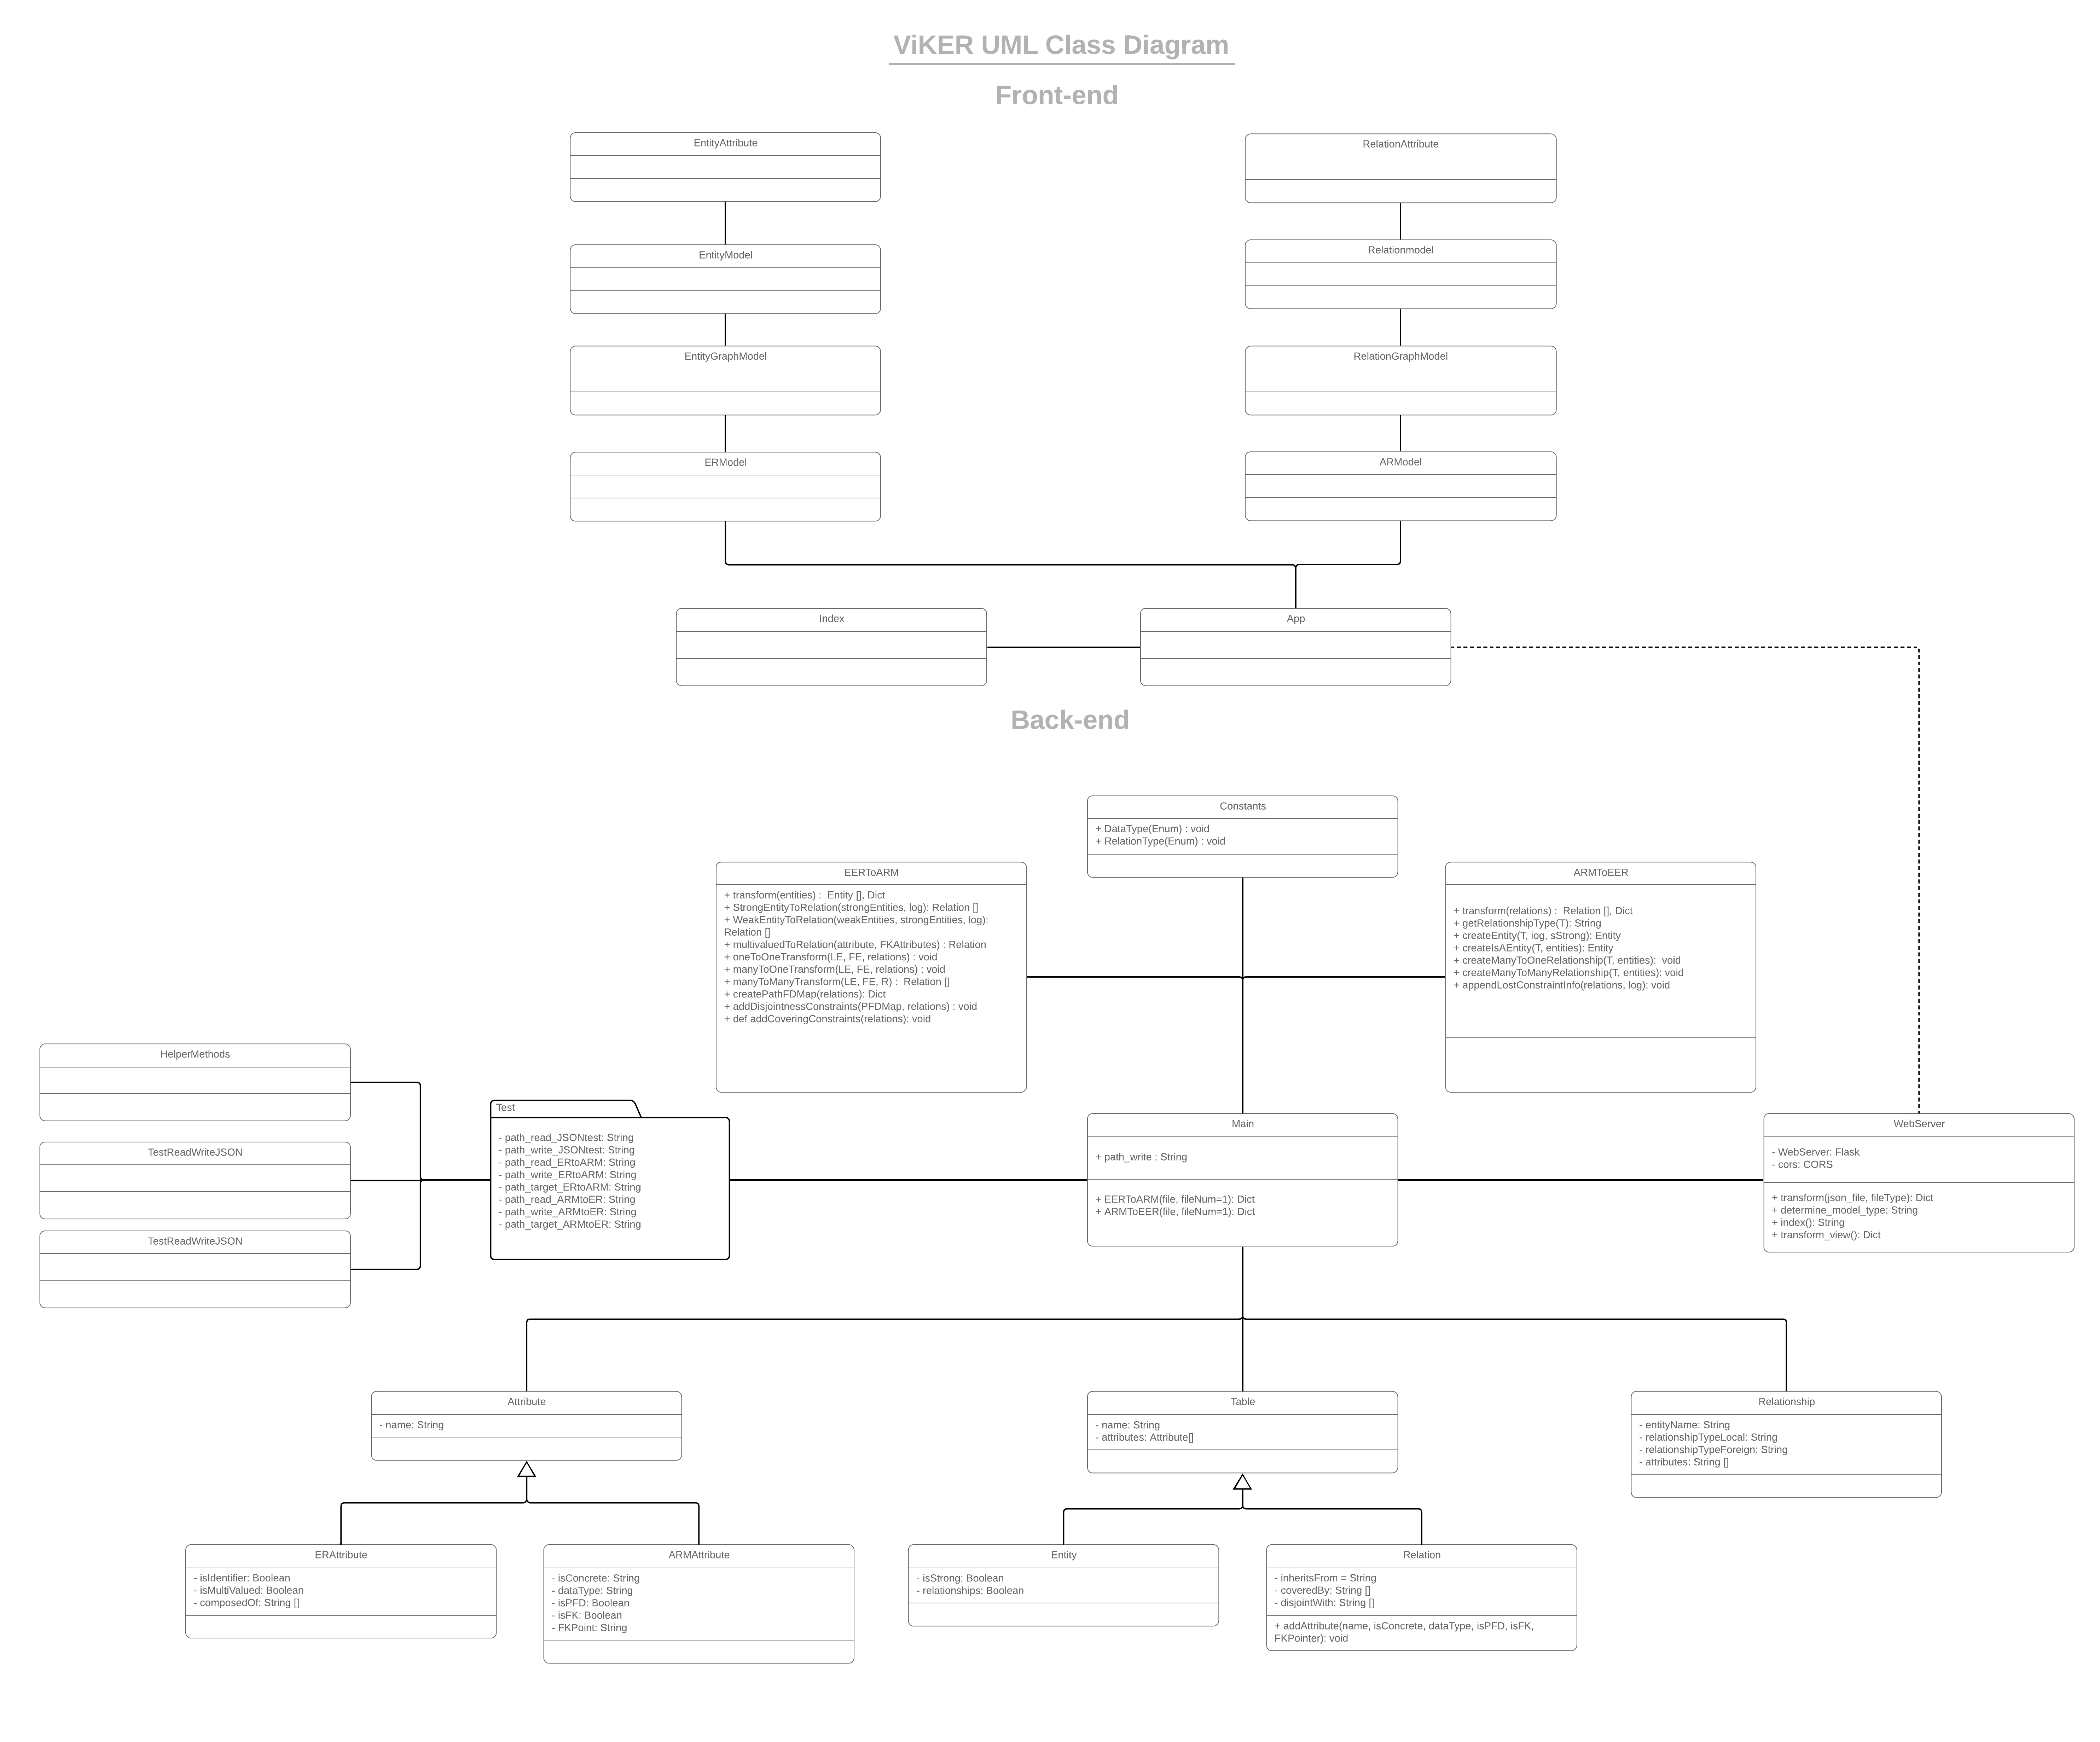 ViKER UML Class Diagram
Front-end
EntityAttribute
RelationAttribute
EntityModel
Relationmodel
EntityGraphModel
RelationGraphModel
ERModel
ARModel
Index
App
Back-end
Constants
+ DataType(Enum) : void
+ RelationType(Enum) : void
EERToARM
+ transform(entities) :  Entity [], Dict
+ StrongEntityToRelation(strongEntities, log): Relation []
+ WeakEntityToRelation(weakEntities, strongEntities, log):
Relation []
+ multivaluedToRelation(attribute, FKAttributes) : Relation
+ oneToOneTransform(LE, FE, relations) : void
+ manyToOneTransform(LE, FE, relations) : void
+ manyToManyTransform(LE, FE, R) :  Relation []
+ createPathFDMap(relations): Dict
+ addDisjointnessConstraints(PFDMap, relations) : void
+ def addCoveringConstraints(relations): void
ARMToEER
+ transform(relations) :  Relation [], Dict
+ getRelationshipType(T): String
+ createEntity(T, iog, sStrong): Entity
+ createIsAEntity(T, entities): Entity
+ createManyToOneRelationship(T, entities):  void
+ createManyToManyRelationship(T, entities): void
+ appendLostConstraintInfo(relations, log): void
HelperMethods
TestReadWriteJSON
TestReadWriteJSON
Test
- path_read_JSONtest: String
- path_write_JSONtest: String
- path_read_ERtoARM: String
- path_write_ERtoARM: String
- path_target_ERtoARM: String
- path_read_ARMtoER: String
- path_write_ARMtoER: String
- path_target_ARMtoER: String
Main
+ path_write : String
+ EERToARM(file, fileNum=1): Dict
+ ARMToEER(file, fileNum=1): Dict
WebServer
- WebServer: Flask
- cors: CORS
+ transform(json_file, fileType): Dict
+ determine_model_type: String
+ index(): String
+ transform_view(): Dict
Attribute
- name: String
Table
- name: String
- attributes: Attribute[]
Relationship
- entityName: String
- relationshipTypeLocal: String
- relationshipTypeForeign: String
- attributes: String []
ERAttribute
- isIdentifier: Boolean
- isMultiValued: Boolean
- composedOf: String []
ARMAttribute
- isConcrete: String
- dataType: String
- isPFD: Boolean
- isFK: Boolean
- FKPoint: String
Entity
- isStrong: Boolean
- relationships: Boolean
Relation
- inheritsFrom = String
- coveredBy: String []
- disjointWith: String []
+ addAttribute(name, isConcrete, dataType, isPFD, isFK,
FKPointer): void